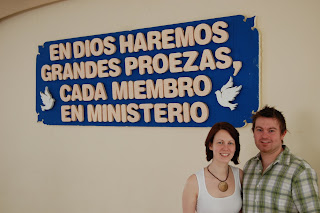 EN DIOS HAREMOS
GRANDES PROEZAS,
CADA MIEMBRO
EN MINISTERIO